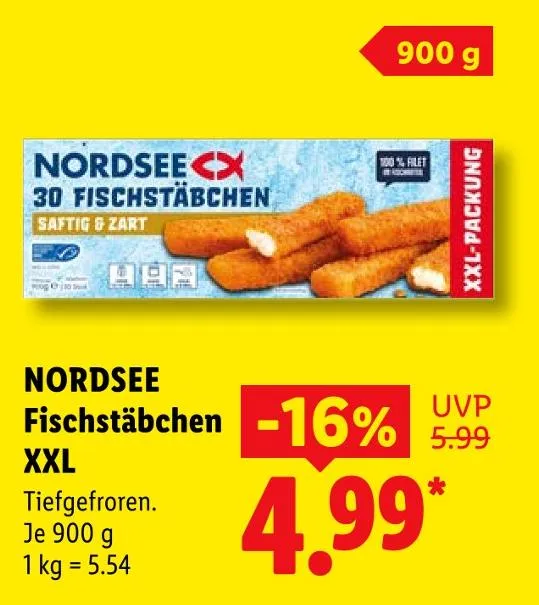 900 g
NORDSEE
30 FISCHSTÄBCHEN
SAFTIG & ZART
100 % FILET
XXL-PACKUNG
NORDSEE
Fischstäbchen
XXL
Tiefgefroren.
Je 900 g
1 kg = 5.54
-16%
UVP
5.99
4.99*